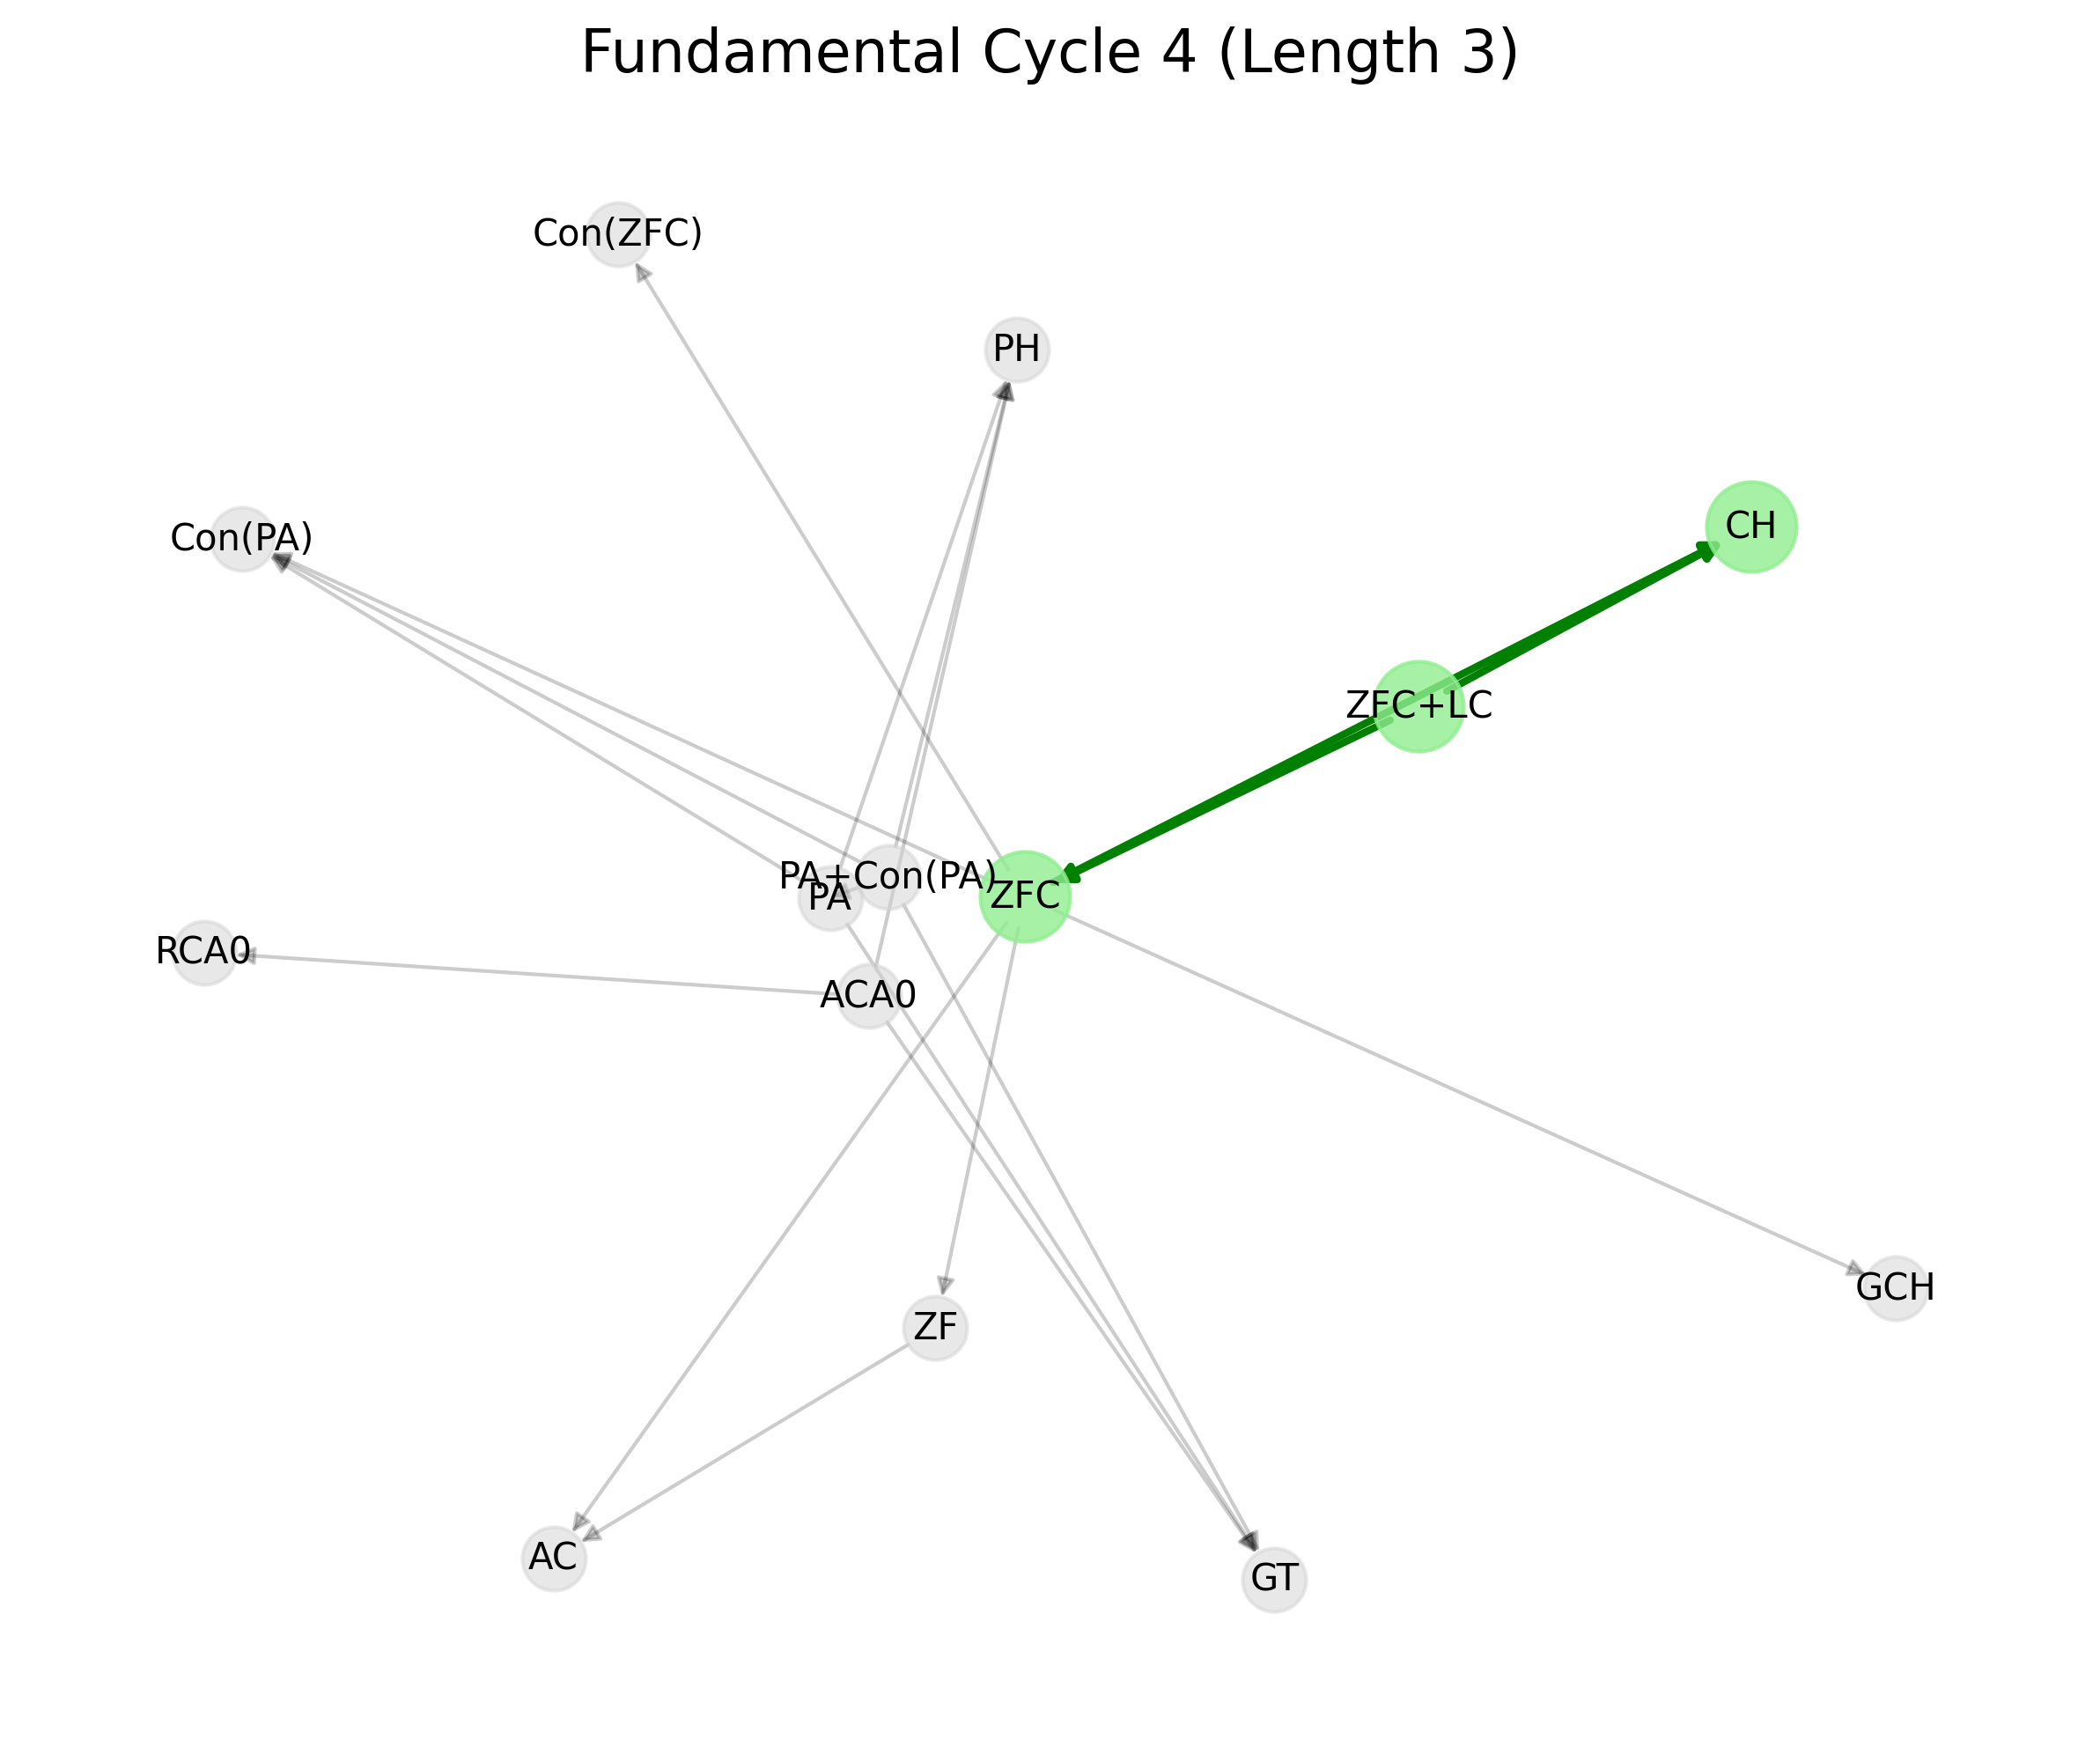 Fundamental Cycle 4 (Length 3)
Con(ZFC)
PH
CH
Con(PA)
ZFC+LC
PA+Con(PA)
PA
ZFC
RCA0
ACA0
GCH
ZF
AC
GT